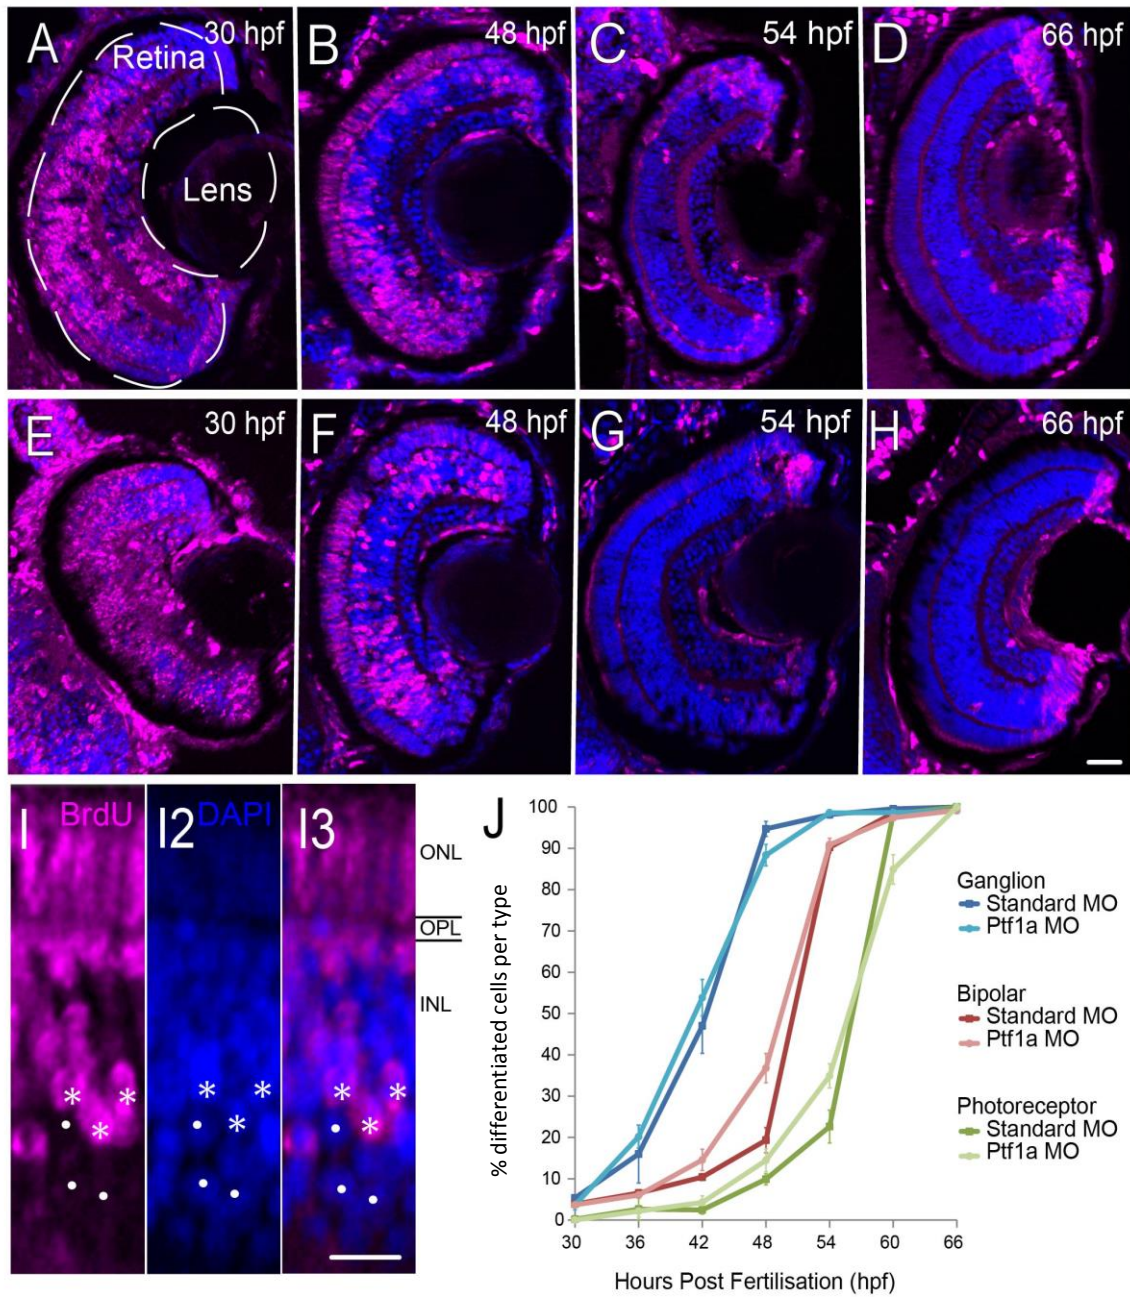 A
30 hpf
Retina
Lens
B
48 hpf
C
54 hpf
D
66 hpf
E
30 hpf
F
48 hpf
G
54 hpf
H
66 hpf
I
BrdU
I2
DAPI
I3
ONL
OPL
INL
J
% differentiated cells per type
100
90
80
70
60
50
40
30
20
10
0
30 36 42 48 54 60 66
Hours Post Fertilisation (hpf)
Ganglion
Standard MO
Ptf1a MO
Bipolar
Standard MO
Ptf1a MO
Photoreceptor
Standard MO
Ptf1a MO